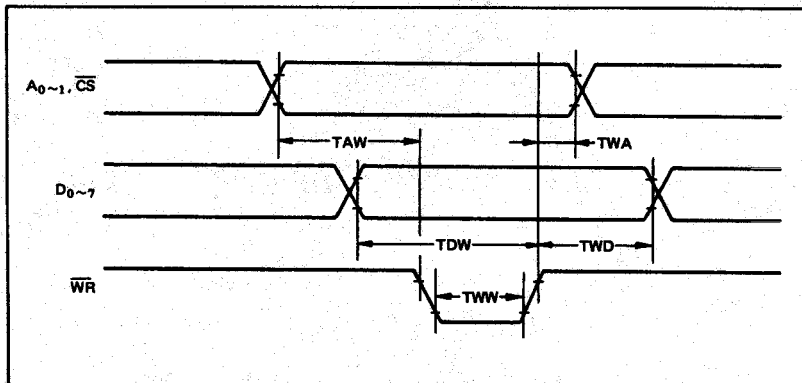 A0~1, CS
TAW
TWA
D0~7
TDW
TWD
WR
TWW